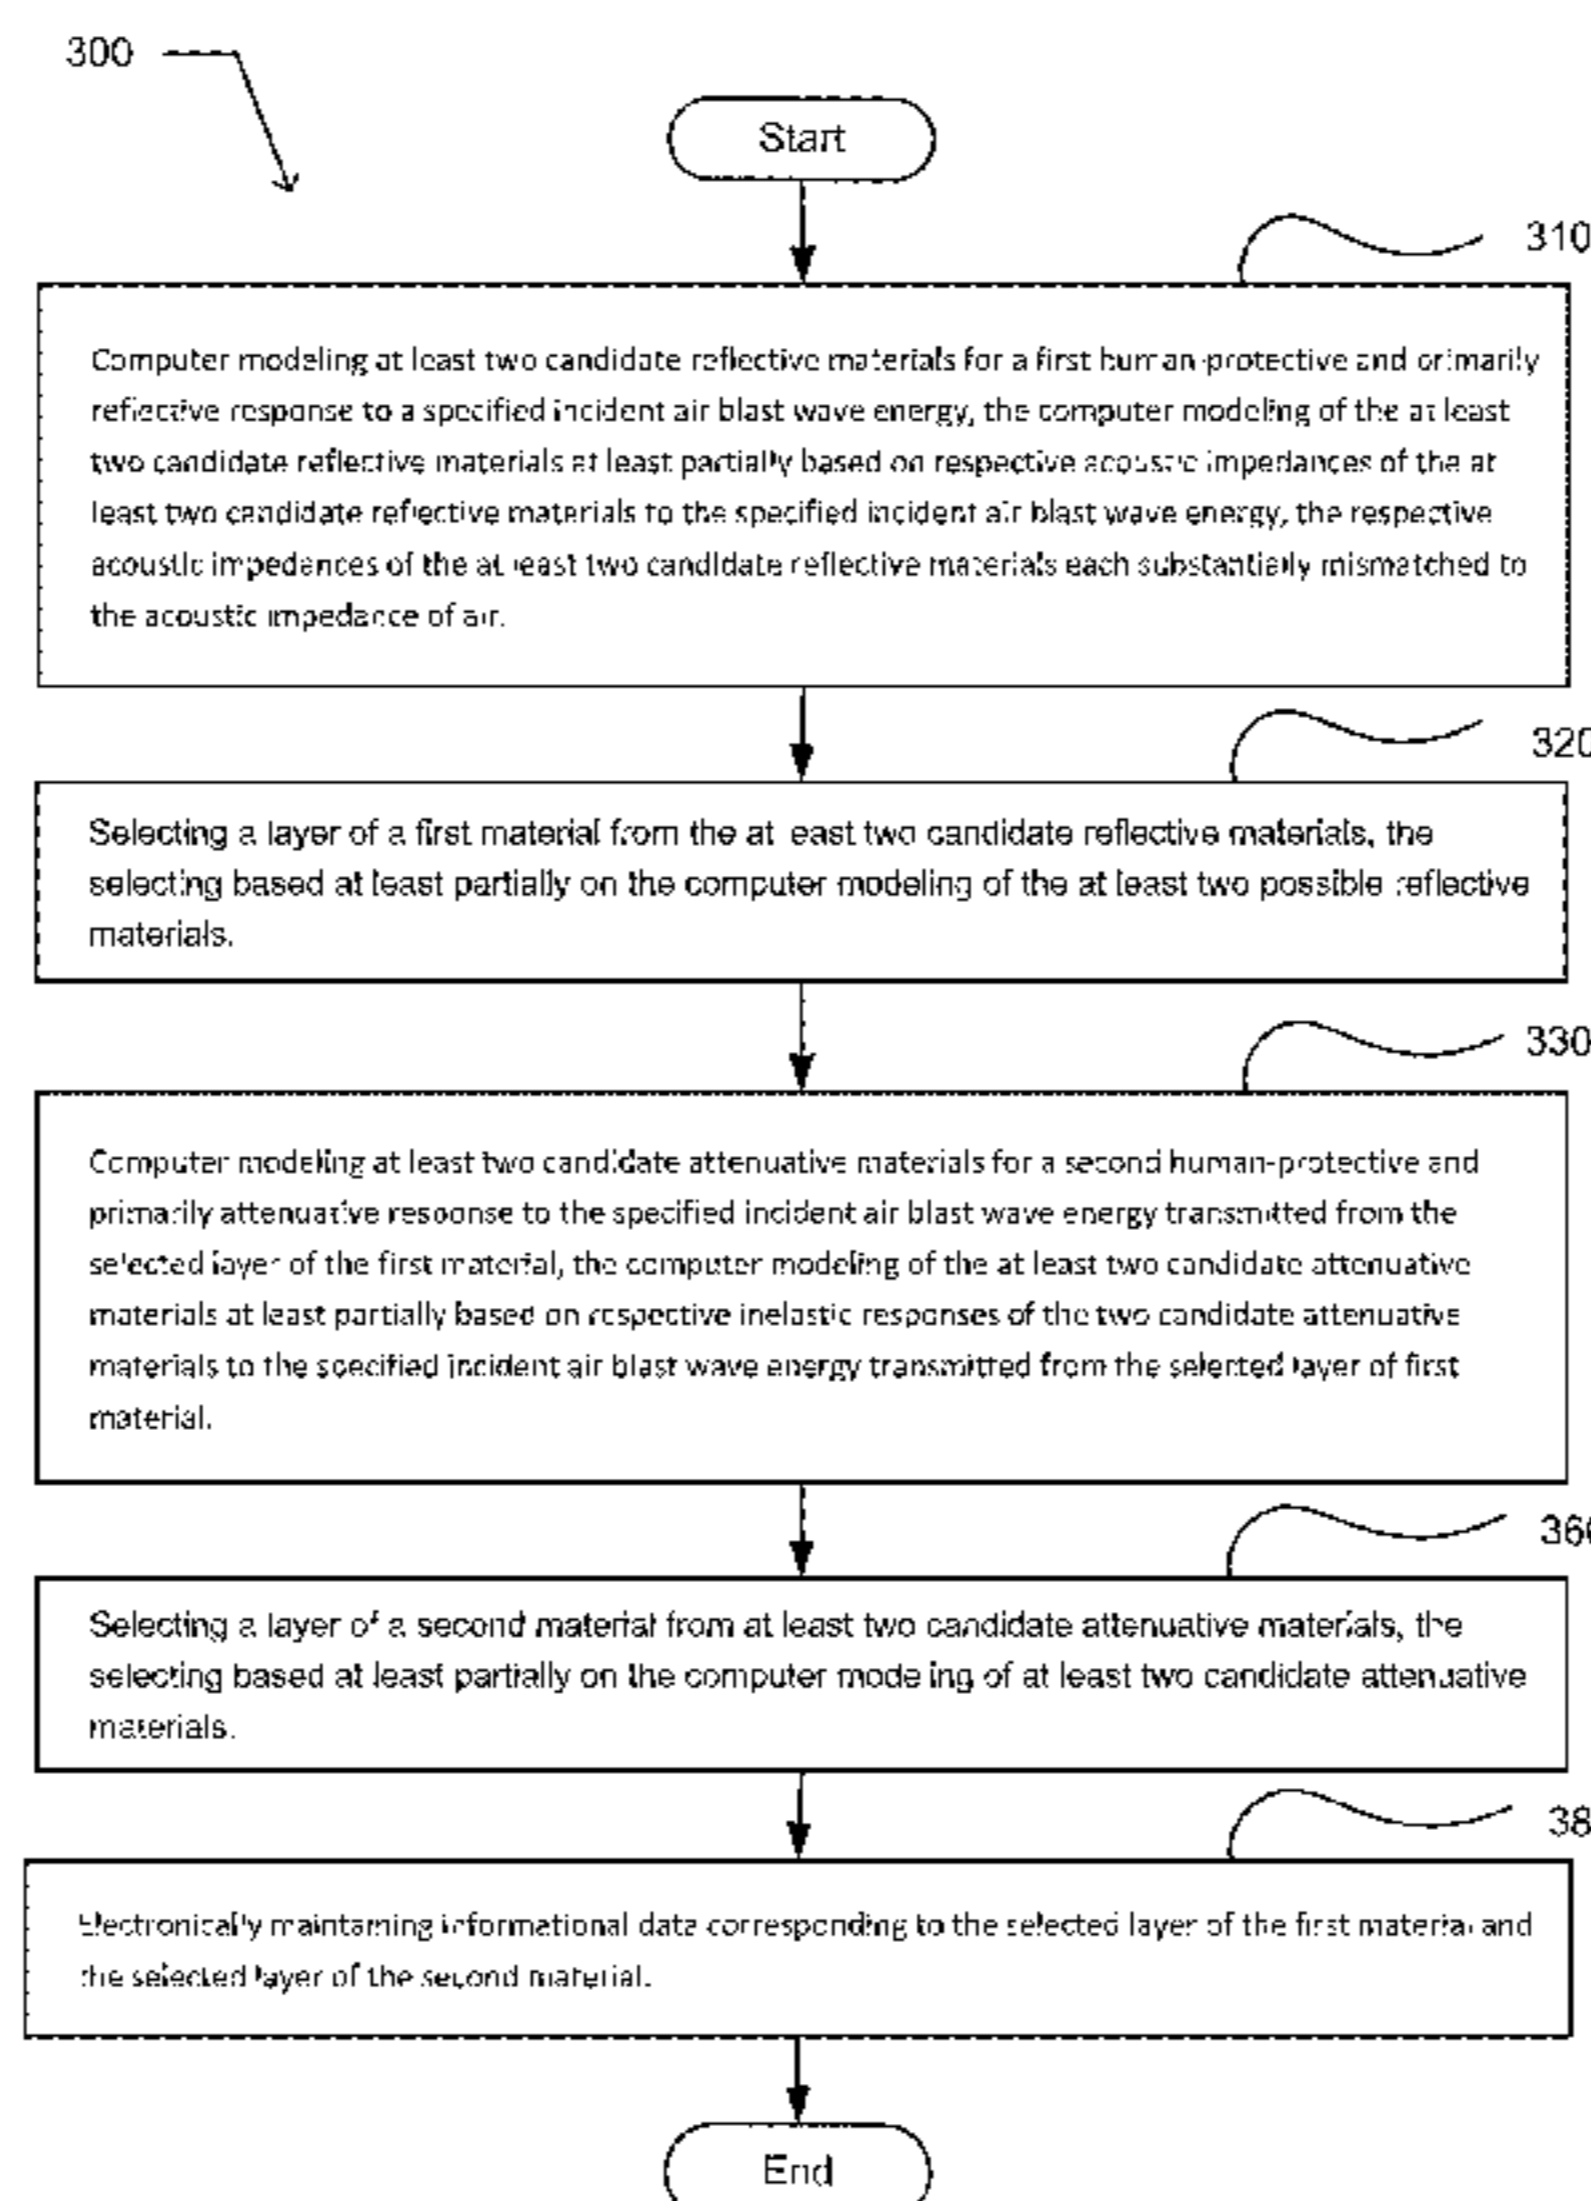 300
Start
310
Computer modeling at least two candidate reflective materials for a first human-protective and primarily
reflective response to a specified incident air blast wave energy, the computer modeling of the at least
two candidate reflective materials at least partially based on respective acoustic impedances of the at
least two candidate reflective materials to the specified incident air blast wave energy, the respective
acoustic impedances of the at least two candidate reflective materials each substantially mismatched to
the acoustic impedance of air.
320
Selecting a layer of a first material from the at least two candidate reflective materials, the
selecting based at least partially on the computer modeling of the at least two possible reflective
materials.
330
Computer modeling at least two candidate attenuative materials for a second human-protective and
primarily attenuative response to the specified incident air blast wave energy transmitted from the
selected layer of the first material, the computer modeling of the at least two candidate attenuative
materials at least partially based on respective inelastic responses of the two candidate attenuative
materials to the specified incident air blast wave energy transmitted from the selected layer of first
material.
36
Selecting a layer of a second material from at least two candidate attenuative materials, the
selecting based at least partially on the computer modeling of at least two candidate attenuative
materials.
38
Electronically maintaining informational data corresponding to the selected layer of the first material and
the selected layer of the second material.
End